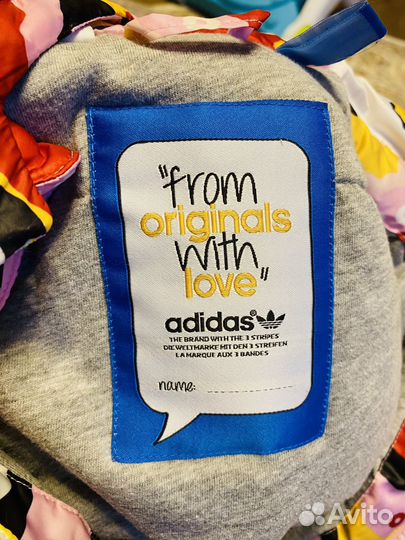 "from
originals
with
love"
adidas®
THE BRAND WITH THE 3 STRIPES
DIE WELTMARKE MIT DEN 3 STREIFEN
LA MARQUE AUX 3 BANDES
name:
Avito